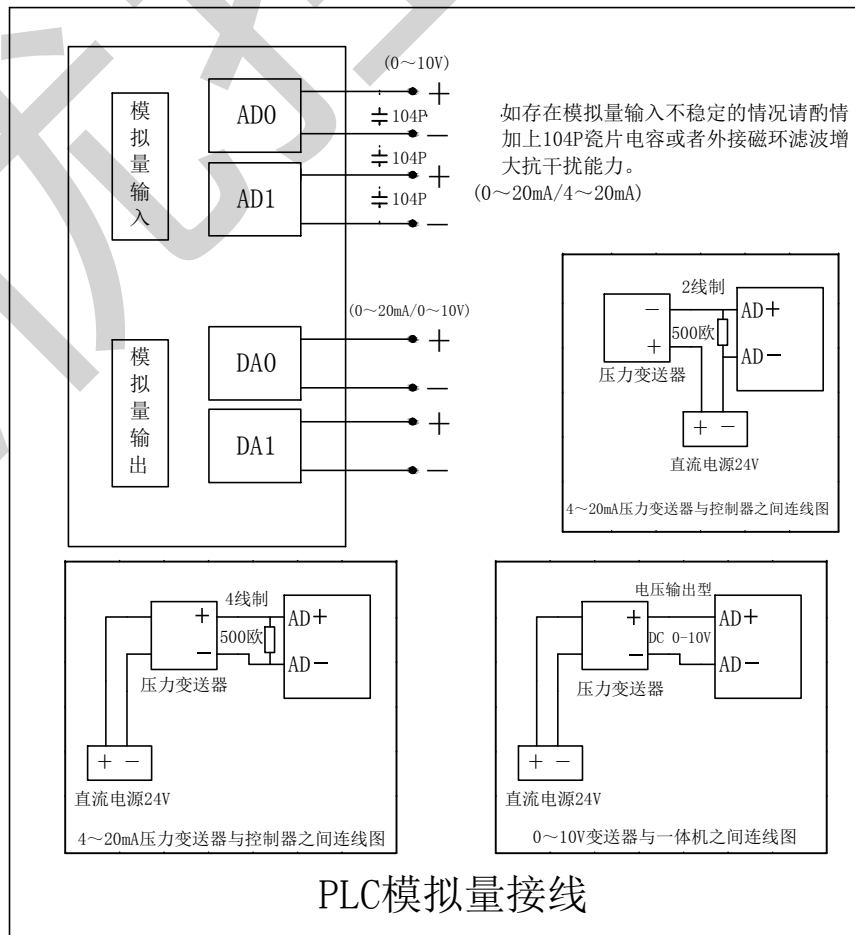 (0～10V)
模拟量输入
AD0
+
104P
—
104P
AD1
+
104P
—
如存在模拟量输入不稳定的情况请酌情
加上104P瓷片电容或者外接磁环滤波增
大抗干扰能力。
(0～20mA/4～20mA)
(0～20mA/0～10V)
模拟量输出
DA0
+
—
DA1
+
—
2线制
— AD+
500欧
+ AD—
压力变送器
+ —
直流电源24V
4～20mA压力变送器与控制器之间连线图
4线制
+ AD+
500欧
— AD—
压力变送器
+ —
直流电源24V
4～20mA压力变送器与控制器之间连线图
电压输出型
+ AD+
DC 0-10V
— AD—
压力变送器
+ —
直流电源24V
0～10V变送器与一体机之间连线图
PLC模拟量接线